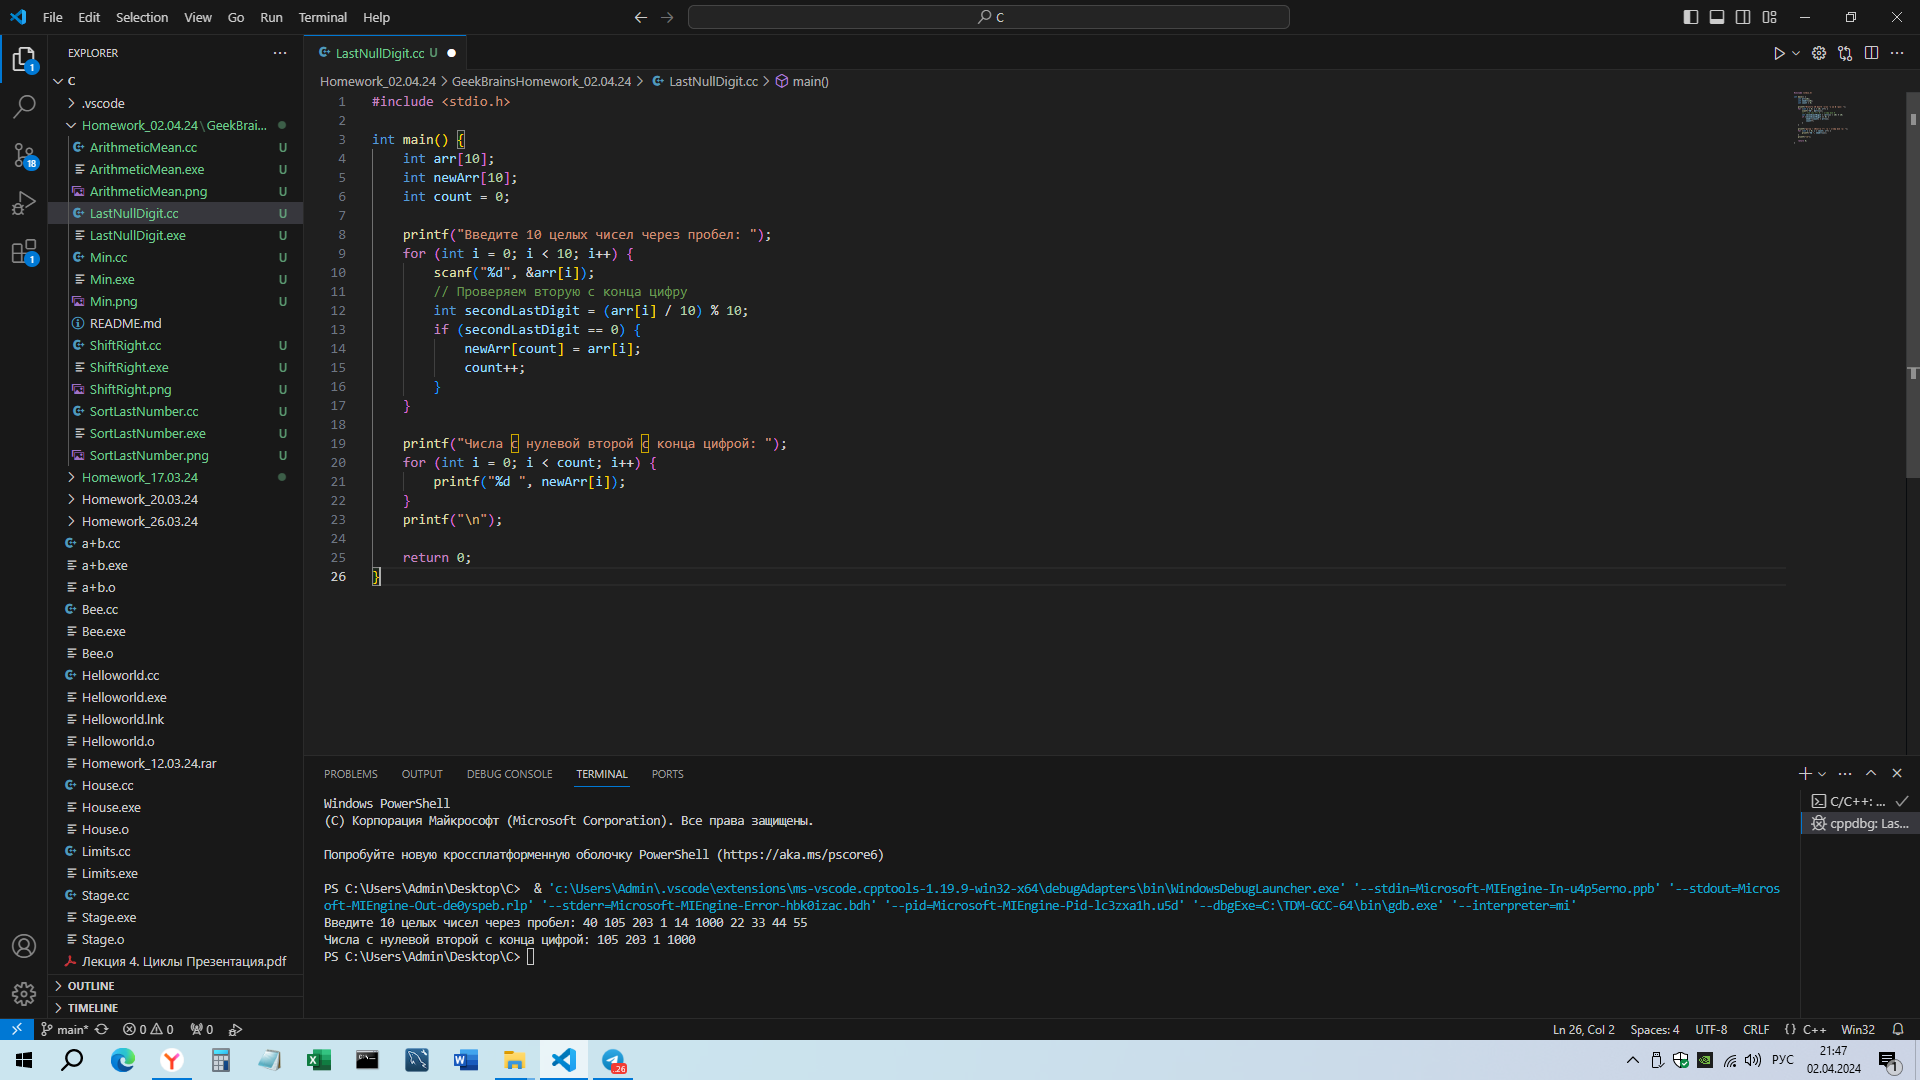 File Edit Selection View Go Run Terminal Help
C
EXPLORER
C
.vscode
Homework_02.04.24 \ GeekBrai...
ArithmeticMean.cc U
ArithmeticMean.exe U
ArithmeticMean.png U
LastNullDigit.cc U
LastNullDigit.exe U
Min.cc U
Min.exe U
Min.png U
README.md
ShiftRight.cc U
ShiftRight.exe U
ShiftRight.png U
SortLastNumber.cc U
SortLastNumber.exe U
SortLastNumber.png U
Homework_17.03.24
Homework_20.03.24
Homework_26.03.24
a+b.cc
a+b.exe
a+b.o
Bee.cc
Bee.exe
Bee.o
Helloworld.cc
Helloworld.exe
Helloworld.lnk
Helloworld.o
Homework_12.03.24.rar
House.cc
House.exe
House.o
Limits.cc
Limits.exe
Stage.cc
Stage.exe
Stage.o
Лекция 4. Циклы Презентация.pdf
OUTLINE
TIMELINE
1
18
1
LastNullDigit.cc U
Homework_02.04.24 > GeekBrainsHomework_02.04.24 > LastNullDigit.cc > main()
1 #include <stdio.h>
2
3 int main() {
4 int arr[10];
5 int newArr[10];
6 int count = 0;
7
8 printf("Введите 10 целых чисел через пробел: ");
9 for (int i = 0; i < 10; i++) {
10 scanf("%d", &arr[i]);
11 // Проверяем вторую с конца цифру
12 int secondLastDigit = (arr[i] / 10) % 10;
13 if (secondLastDigit == 0) {
14 newArr[count] = arr[i];
15 count++;
16 }
17 }
18
19 printf("Числа с нулевой второй с конца цифрой: ");
20 for (int i = 0; i < count; i++) {
21 printf("%d ", newArr[i]);
22 }
23 printf("\n");
24
25 return 0;
26 }
PROBLEMS OUTPUT DEBUG CONSOLE TERMINAL PORTS
Windows PowerShell
(C) Корпорация Майкрософт (Microsoft Corporation). Все права защищены.
Попробуйте новую кроссплатформенную оболочку PowerShell (https://aka.ms/pscore6)
PS C:\Users\Admin\Desktop\C>  & 'c:\Users\Admin\.vscode\extensions\ms-vscode.cpptools-1.19.9-win32-x64\debugAdapters\bin\WindowsDebugLauncher.exe' '--stdin=Microsoft-MIEngine-In-u4p5erno.ppb' '--stdout=Micros
oft-MIEngine-Out-de0yspeb.rlp' '--stderr=Microsoft-MIEngine-Error-hbk0izac.bdh' '--pid=Microsoft-MIEngine-Pid-lc3zxa1h.u5d' '--dbgExe=C:\TDM-GCC-64\bin\gdb.exe' '--interpreter=mi'
Введите 10 целых чисел через пробел: 40 105 203 1 14 1000 22 33 44 55
Числа с нулевой второй с конца цифрой: 105 203 1 1000
PS C:\Users\Admin\Desktop\C>
C/C++: ...
cppdbg: Las...
main* 0 0 0
Ln 26, Col 2 Spaces: 4 UTF-8 CRLF {} C++ Win32
26
РУС
21:47
02.04.2024
1